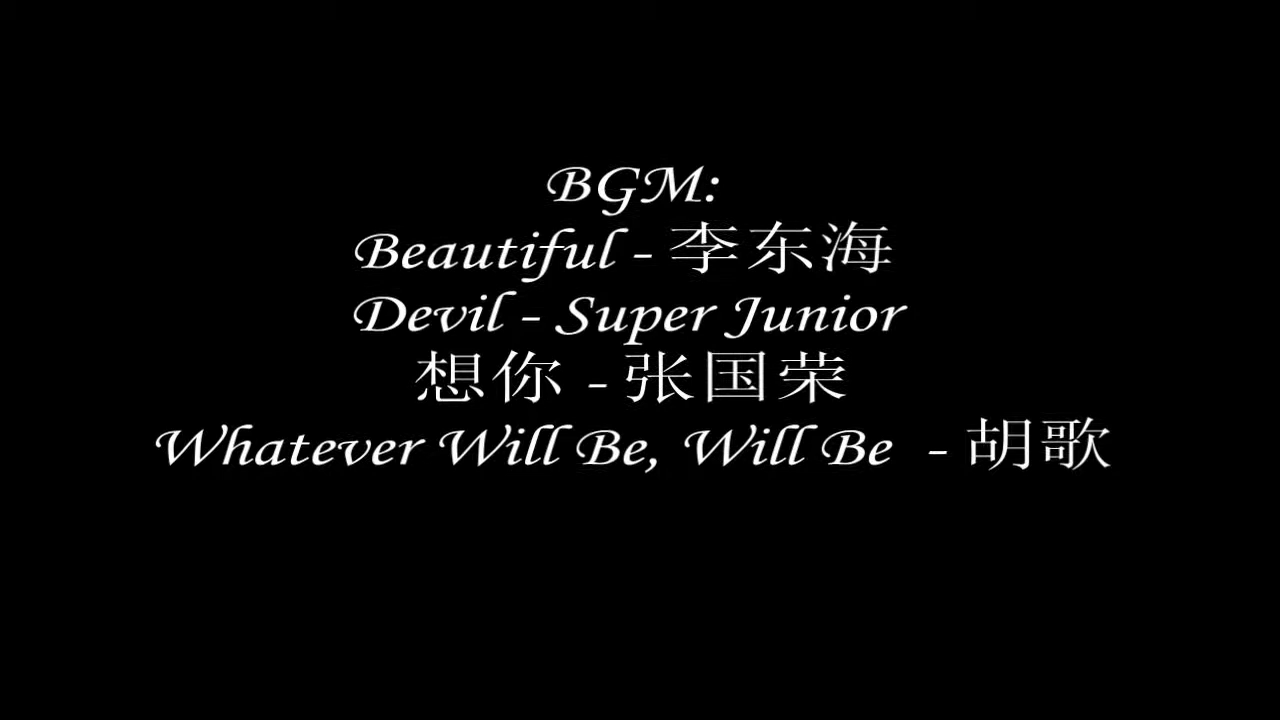 BGM:
Beautiful - 李东海
Devil - Super Junior
想你 - 张国荣
Whatever Will Be, Will Be - 胡歌